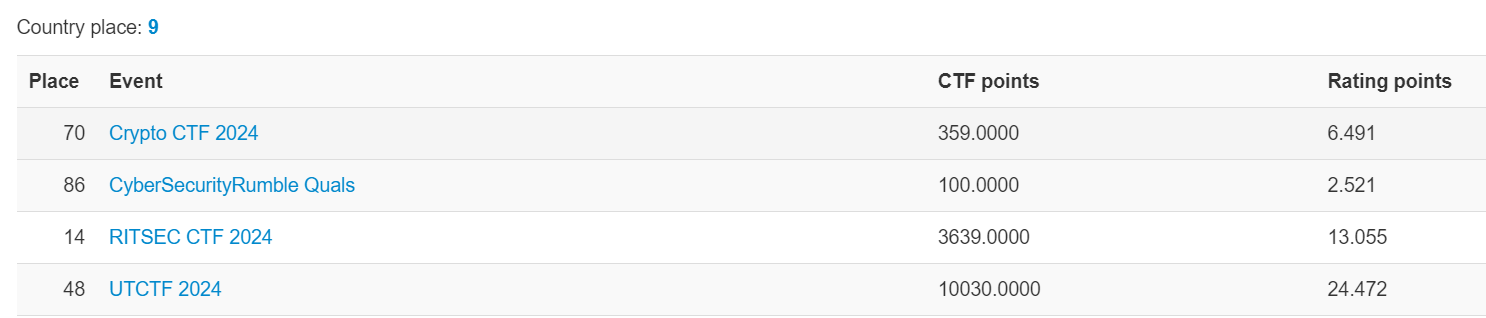 Country place: 9
Place Event CTF points Rating points
70 Crypto CTF 2024 359.0000 6.491
86 CyberSecurityRumble Quals 100.0000 2.521
14 RITSEC CTF 2024 3639.0000 13.055
48 UTCTF 2024 10030.0000 24.472